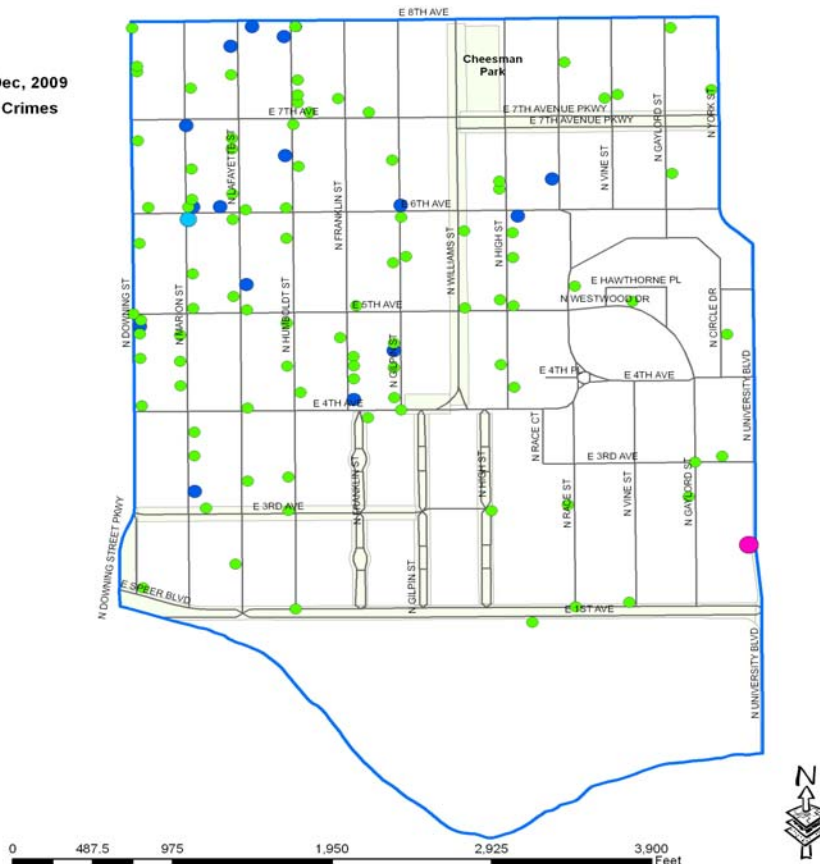 E 8TH AVE
Cheesman
Park
Dec, 2009
Crimes
E 7TH AVE
E 7TH AVENUE PKWY
E 7TH AVENUE PKWY
N GAYLORD ST
N YORK ST
N LAFAYETTE ST
N VINE ST
N FRANKLIN ST
E 6TH AVE
N WILLIAMS ST
N HIGH ST
E HAWTHORNE PL
N WESTWOOD DR
N DOWNING ST
N MARION ST
N HUMBOLDT ST
E 5TH AVE
N CIRCLE DR
N GILPIN ST
E 4TH PL
E 4TH AVE
N UNIVERSITY BLVD
E 4TH AVE
N RACE CT
E 3RD AVE
N FRANKLIN ST
N HIGH ST
N RACE ST
N VINE ST
N GAYLORD ST
E 3RD AVE
N DOWNING STREET PKWY
E SPEER BLVD
N GILPIN ST
E 1ST AVE
N UNIVERSITY BLVD
N
0 487.5 975 1,950 2,925 3,900
Feet